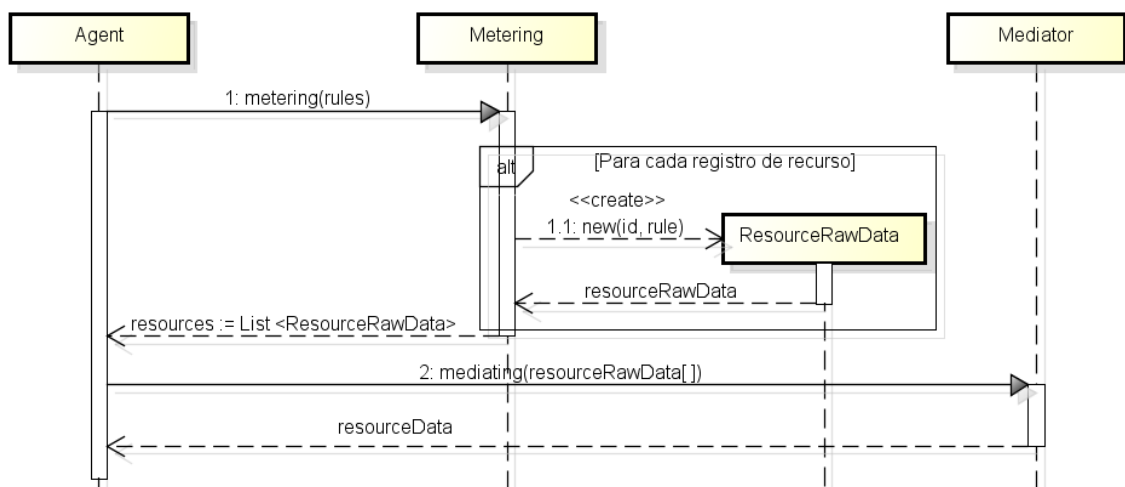 Agent
Metering
Mediator
1: metering(rules)
alt
[Para cada registro de recurso]
<<create>>
1.1: new(id, rule)
ResourceRawData
resourceRawData
resources := List <ResourceRawData>
2: mediating(resourceRawData[ ])
resourceData